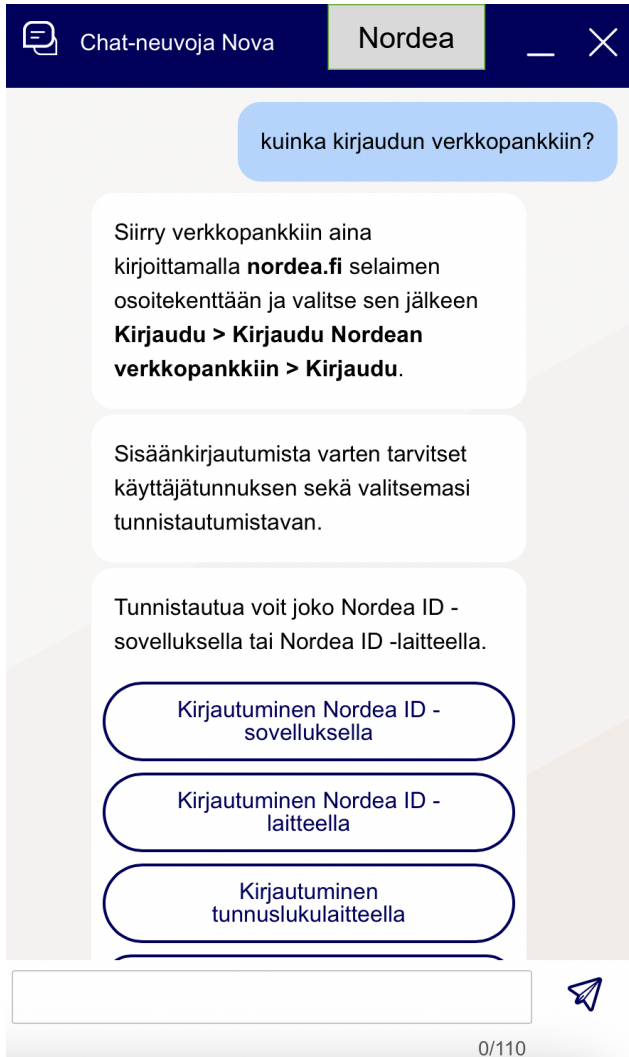 Chat-neuvoja Nova
Nordea
kuinka kirjaudun verkkopankkiin?
Siirry verkkopankkiin aina
kirjoittamalla nordea.fi selaimen
osoitekenttään ja valitse sen jälkeen
Kirjaudu > Kirjaudu Nordean
verkkopankkiin > Kirjaudu.
Sisäänkirjautumista varten tarvitset
käyttäjätunnuksen sekä valitsemasi
tunnistautumistavan.
Tunnistautua voit joko Nordea ID -
sovelluksella tai Nordea ID -laitteella.
Kirjautuminen Nordea ID -
sovelluksella
Kirjautuminen Nordea ID -
laitteella
Kirjautuminen
tunnuslukulaitteella
0/110